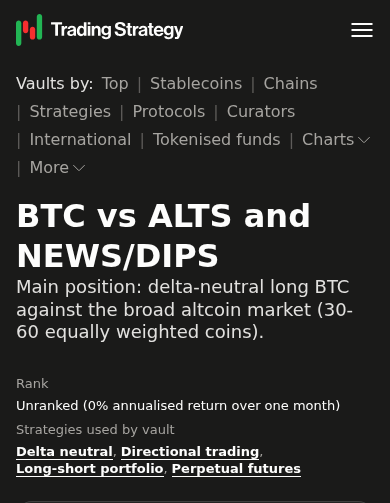 Trading Strategy
Vaults by: Top | Stablecoins | Chains
| Strategies | Protocols | Curators
| International | Tokenised funds | Charts
| More
BTC vs ALTS and
NEWS/DIPS
Main position: delta-neutral long BTC
against the broad altcoin market (30-
60 equally weighted coins).
Rank
Unranked (0% annualised return over one month)
Strategies used by vault
Delta neutral, Directional trading,
Long-short portfolio, Perpetual futures